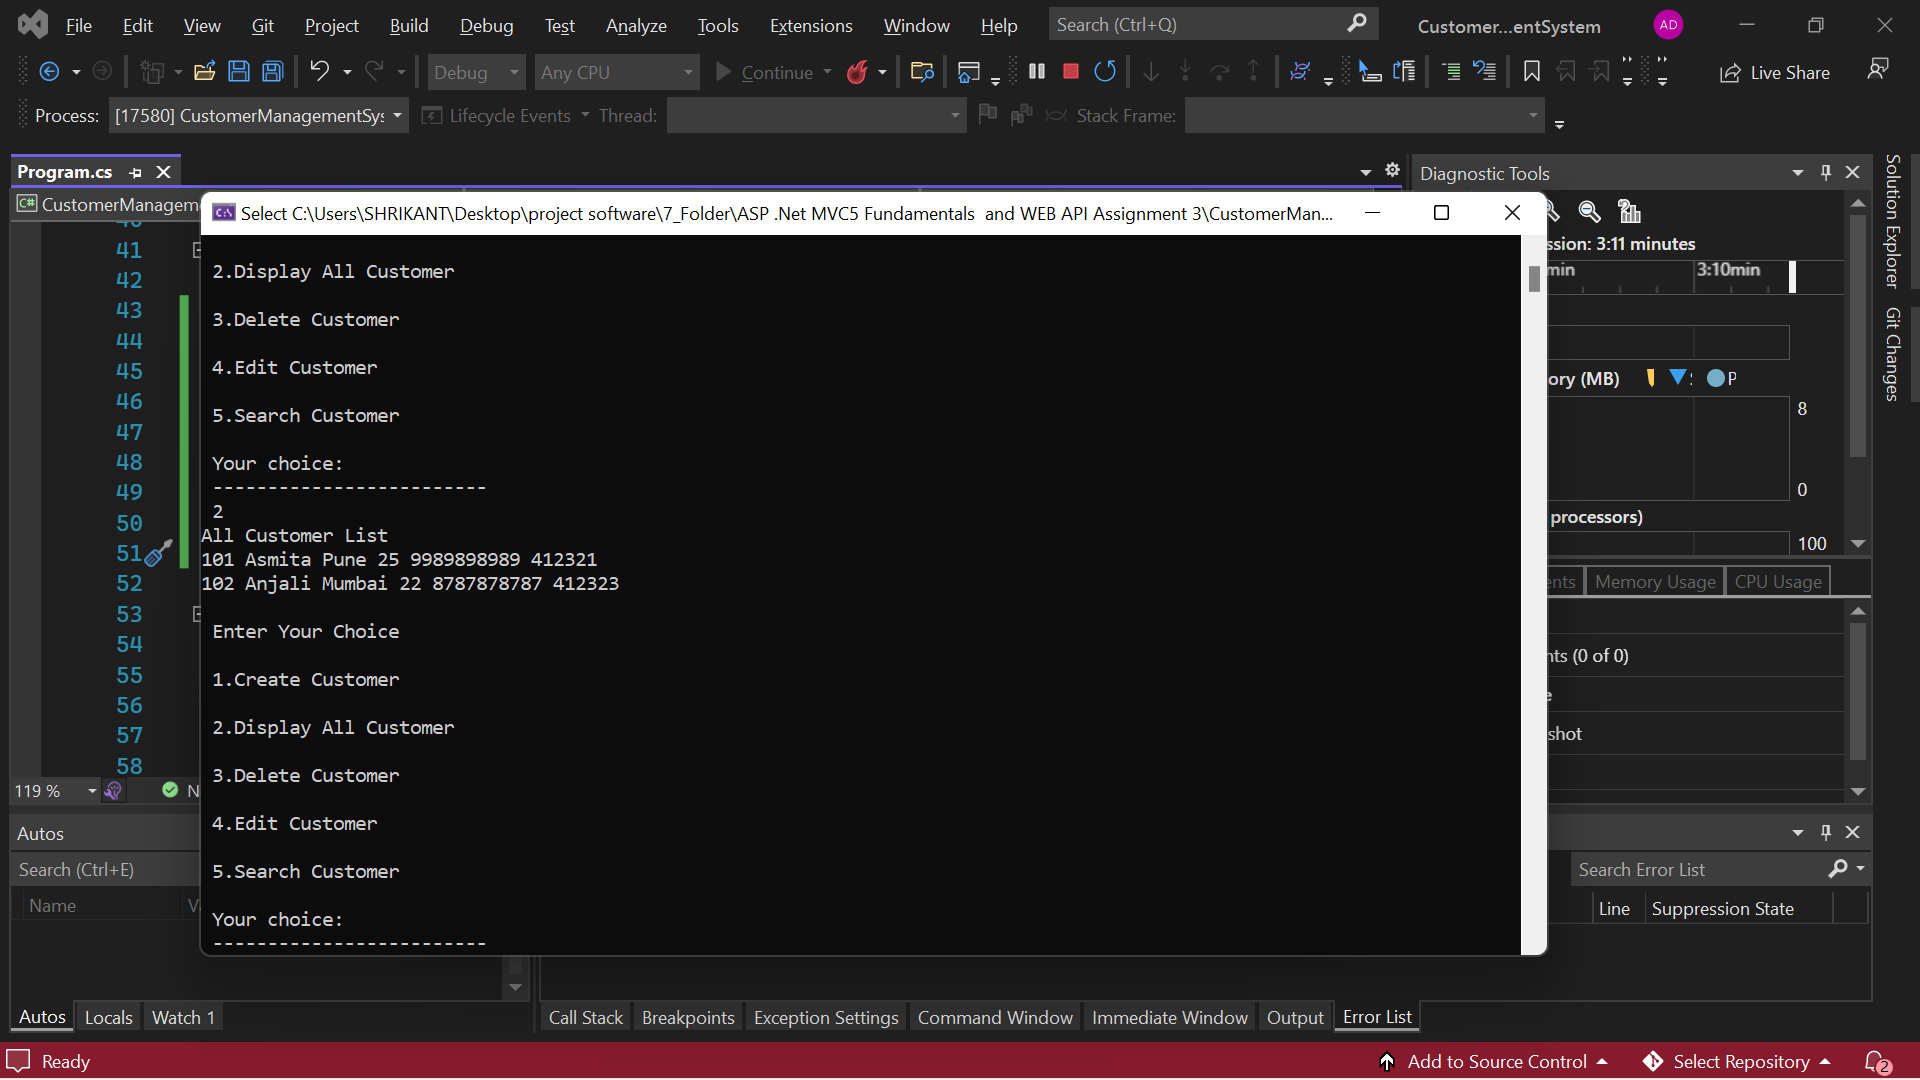 File Edit View Git Project Build Debug Test Analyze Tools Extensions Window Help Search (Ctrl+Q) Customer...entSystem AD
Debug Any CPU Continue Live Share
Process: [17580] CustomerManagementSys Lifecycle Events Thread: Stack Frame:
Program.cs
CustomerManagem
Diagnostic Tools
Select C:\Users\SHRIKANT\Desktop\project software\7_Folder\ASP .Net MVC5 Fundamentals and WEB API Assignment 3\CustomerMan...
2.Display All Customer
3.Delete Customer
4.Edit Customer
5.Search Customer
Your choice:
-------------------------
2
All Customer List
101 Asmita Pune 25 9989898989 412321
102 Anjali Mumbai 22 8787878787 412323
Enter Your Choice
1.Create Customer
2.Display All Customer
3.Delete Customer
4.Edit Customer
5.Search Customer
Your choice:
-------------------------
41
42
43
44
45
46
47
48
49
50
51
52
53
54
55
56
57
58
119 %
N
ssion: 3:11 minutes
min 3:10min
ory (MB) P
8
0
processors)
100
ents Memory Usage CPU Usage
nts (0 of 0)
e
shot
Solution Explorer
Git Changes
Autos
Search (Ctrl+E)
Name
Search Error List
Line Suppression State
Autos Locals Watch 1
Call Stack Breakpoints Exception Settings Command Window Immediate Window Output Error List
Ready Add to Source Control Select Repository 2